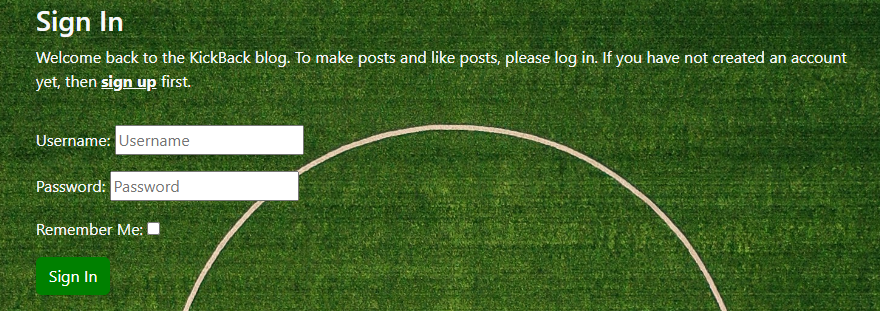 Sign In
Welcome back to the KickBack blog. To make posts and like posts, please log in. If you have not created an account
yet, then sign up first.
Username: Username
Password: Password
Remember Me:
Sign In